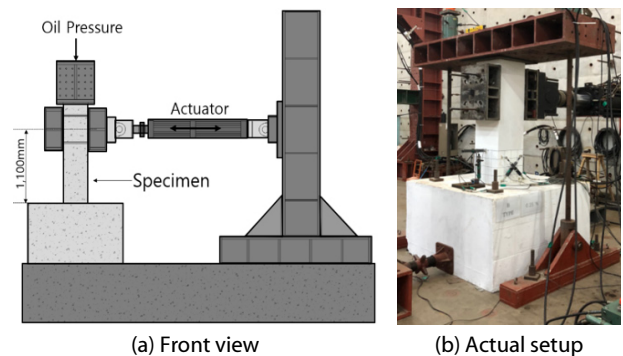 Oil Pressure
Actuator
1,100mm
Specimen
(a) Front view
(b) Actual setup